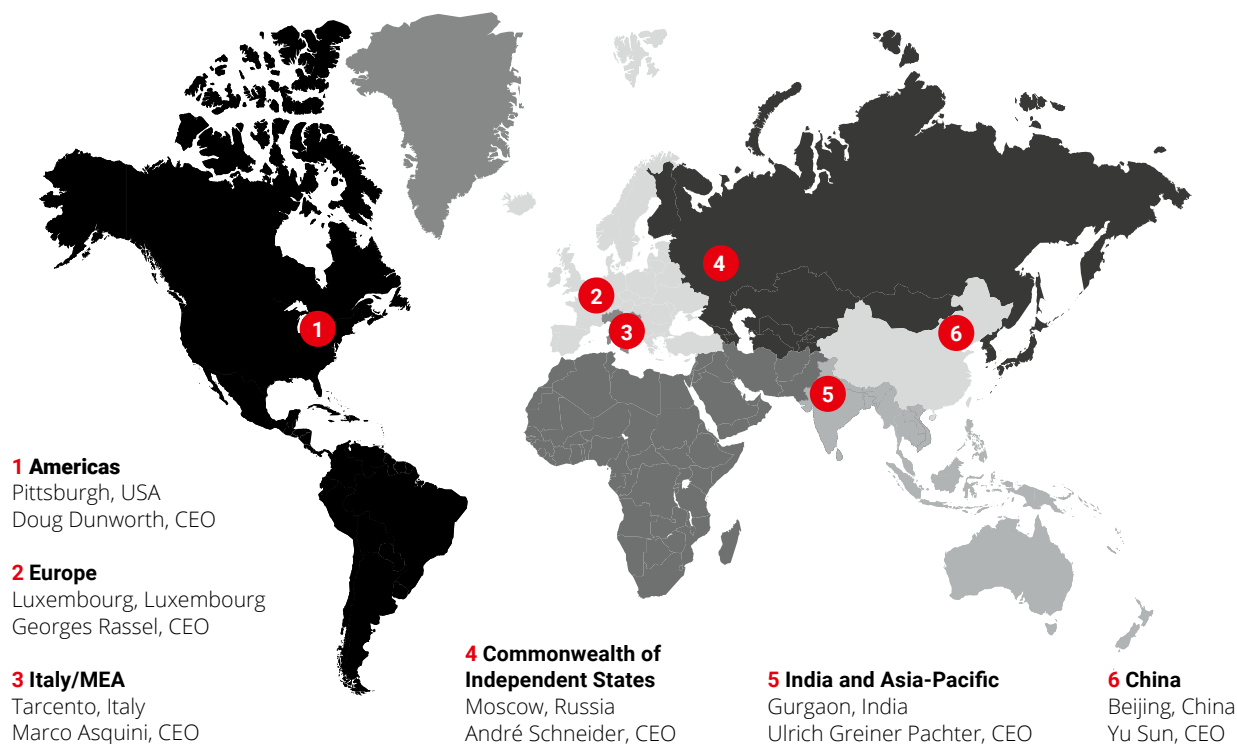 1
2
3
4
5
6
1 Americas
Pittsburgh, USA
Doug Dunworth, CEO
2 Europe
Luxembourg, Luxembourg
Georges Rassel, CEO
3 Italy/MEA
Tarcento, Italy
Marco Asquini, CEO
4 Commonwealth of
Independent States
Moscow, Russia
André Schneider, CEO
5 India and Asia-Pacific
Gurgaon, India
Ulrich Greiner Pachter, CEO
6 China
Beijing, China
Yu Sun, CEO